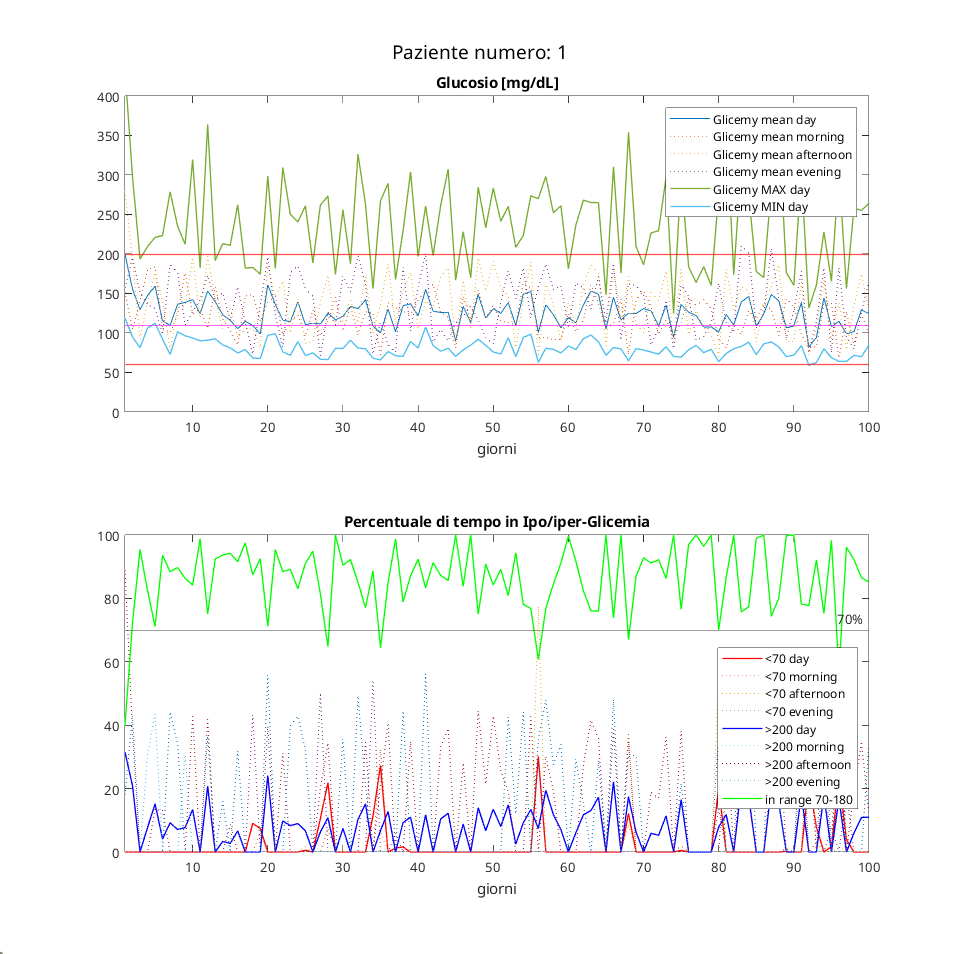 Paziente numero: 1
Glucosio [mg/dL]
400
350
300
250
200
150
100
50
0
Glicemy mean day
Glicemy mean morning
Glicemy mean afternoon
Glicemy mean evening
Glicemy MAX day
Glicemy MIN day
10 20 30 40 50 60 70 80 90 100
giorni
Percentuale di tempo in Ipo/iper-Glicemia
100
80
60
40
20
0
70%
<70 day
<70 morning
<70 afternoon
<70 evening
>200 day
>200 morning
>200 afternoon
>200 evening
in range 70-180
10 20 30 40 50 60 70 80 90 100
giorni